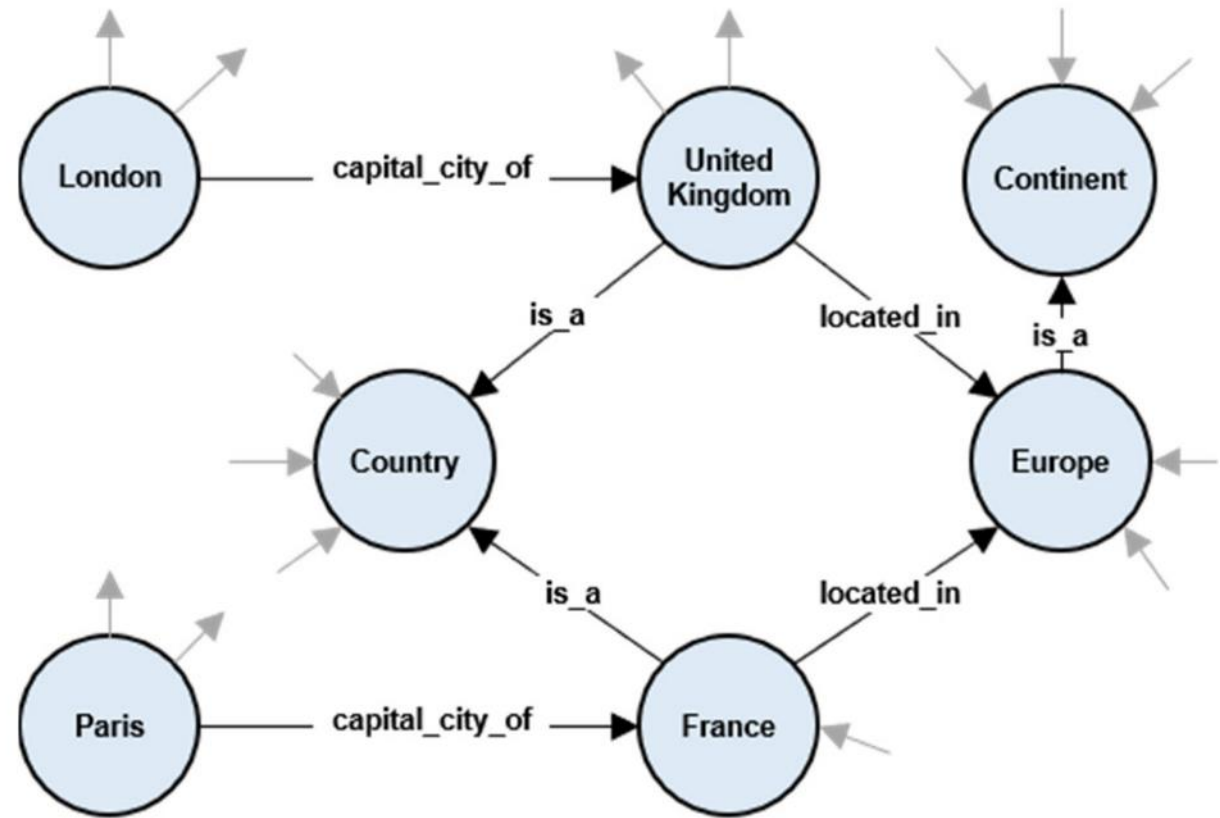 London
capital_city_of
United
Kingdom
Continent
is_a
located_in
is_a
Country
Europe
is_a
located_in
Paris
capital_city_of
France